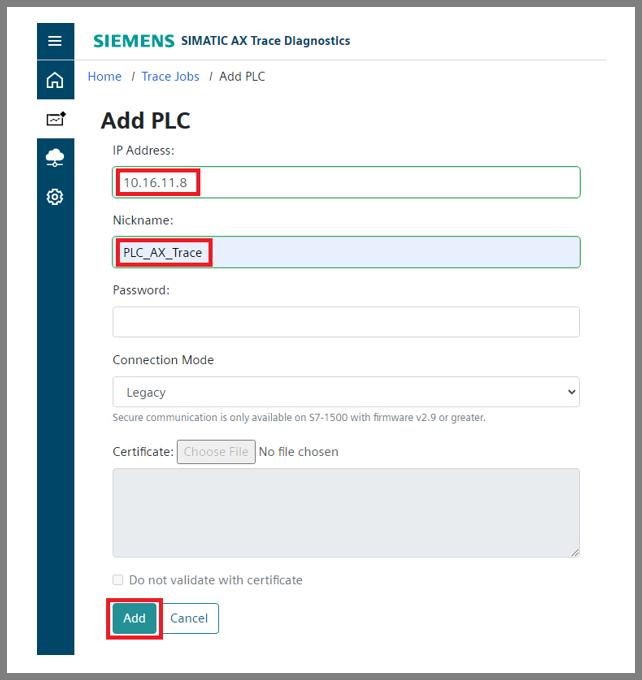 SIEMENS SIMATIC AX Trace Diagnostics
Home / Trace Jobs / Add PLC
Add PLC
IP Address:
10.16.11.8
Nickname:
PLC_AX_Trace
Password:
Connection Mode
Legacy
Secure communication is only available on S7-1500 with firmware v2.9 or greater.
Certificate: Choose File No file chosen
Do not validate with certificate
Add Cancel